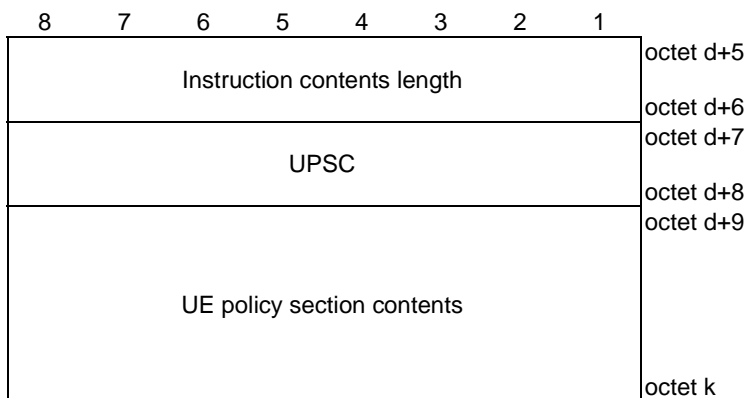 8 7 6 5 4 3 2 1
octet d+5
Instruction contents length
octet d+6
octet d+7
UPSC
octet d+8
octet d+9
UE policy section contents
octet k